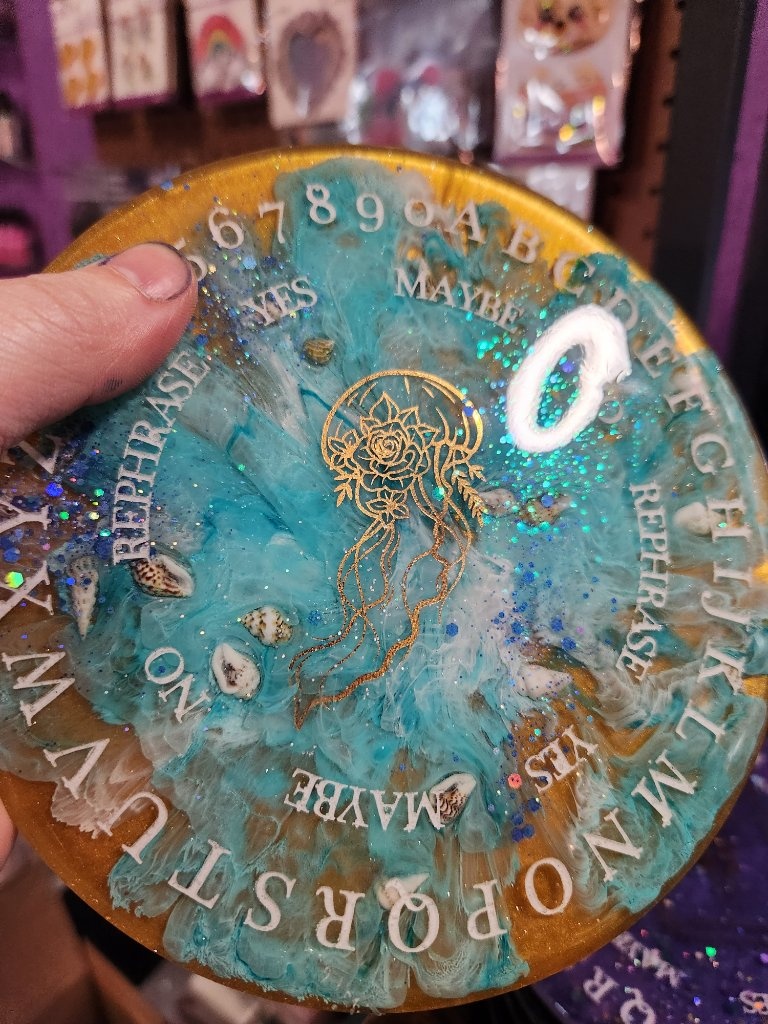 5 6 7 8 9 0 A B C D E F G H I J K L M N O P Q R S T U V W X Y Z
YES
MAYBE
REPHRASE
YES
MAYBE
NO
REPHRASE
Q R